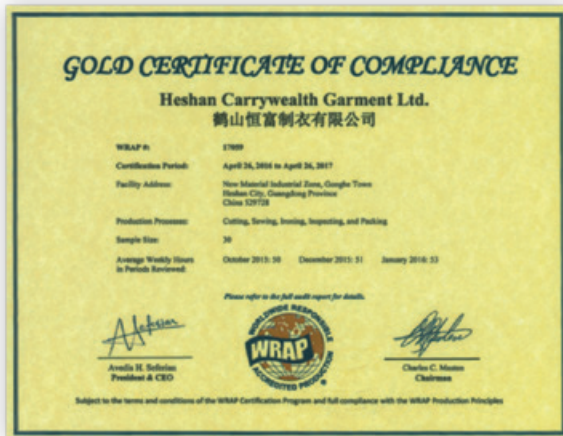 GOLD CERTIFICATE OF COMPLIANCE
Heshan Carrywealth Garment Ltd.
鹤山恒富制衣有限公司
WRAP #: 17059
Certification Period: April 26, 2016 to April 26, 2017
Facility Address: New Material Industrial Zone, Gonghe Town
Heshan City, Guangdong Province
China 529728
Production Processes: Cutting, Sewing, Ironing, Inspecting, and Packing
Sample Size: 30
Average Weekly Hours October 2015: 50 December 2015: 51 January 2016: 53
in Periods Reviewed:
Please refer to the full audit report for details.
WORLDWIDE RESPONSIBLE
WRAP
ACCREDITED PRODUCTION
®
Avedis H. Seferian
President & CEO
Charles C. Masten
Chairman
Subject to the terms and conditions of the WRAP Certification Program and full compliance with the WRAP Production Principles